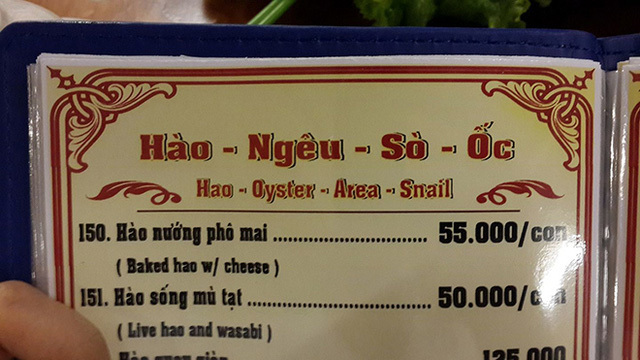 Hào - Ngêu - Sò - Ốc
Hao - Oyster - Area - Snail
150. Hào nướng phô mai ................................ 55.000/con
( Baked hao w/ cheese )
151. Hào sống mù tạt ..................................... 50.000/con
( Live hao and wasabi )